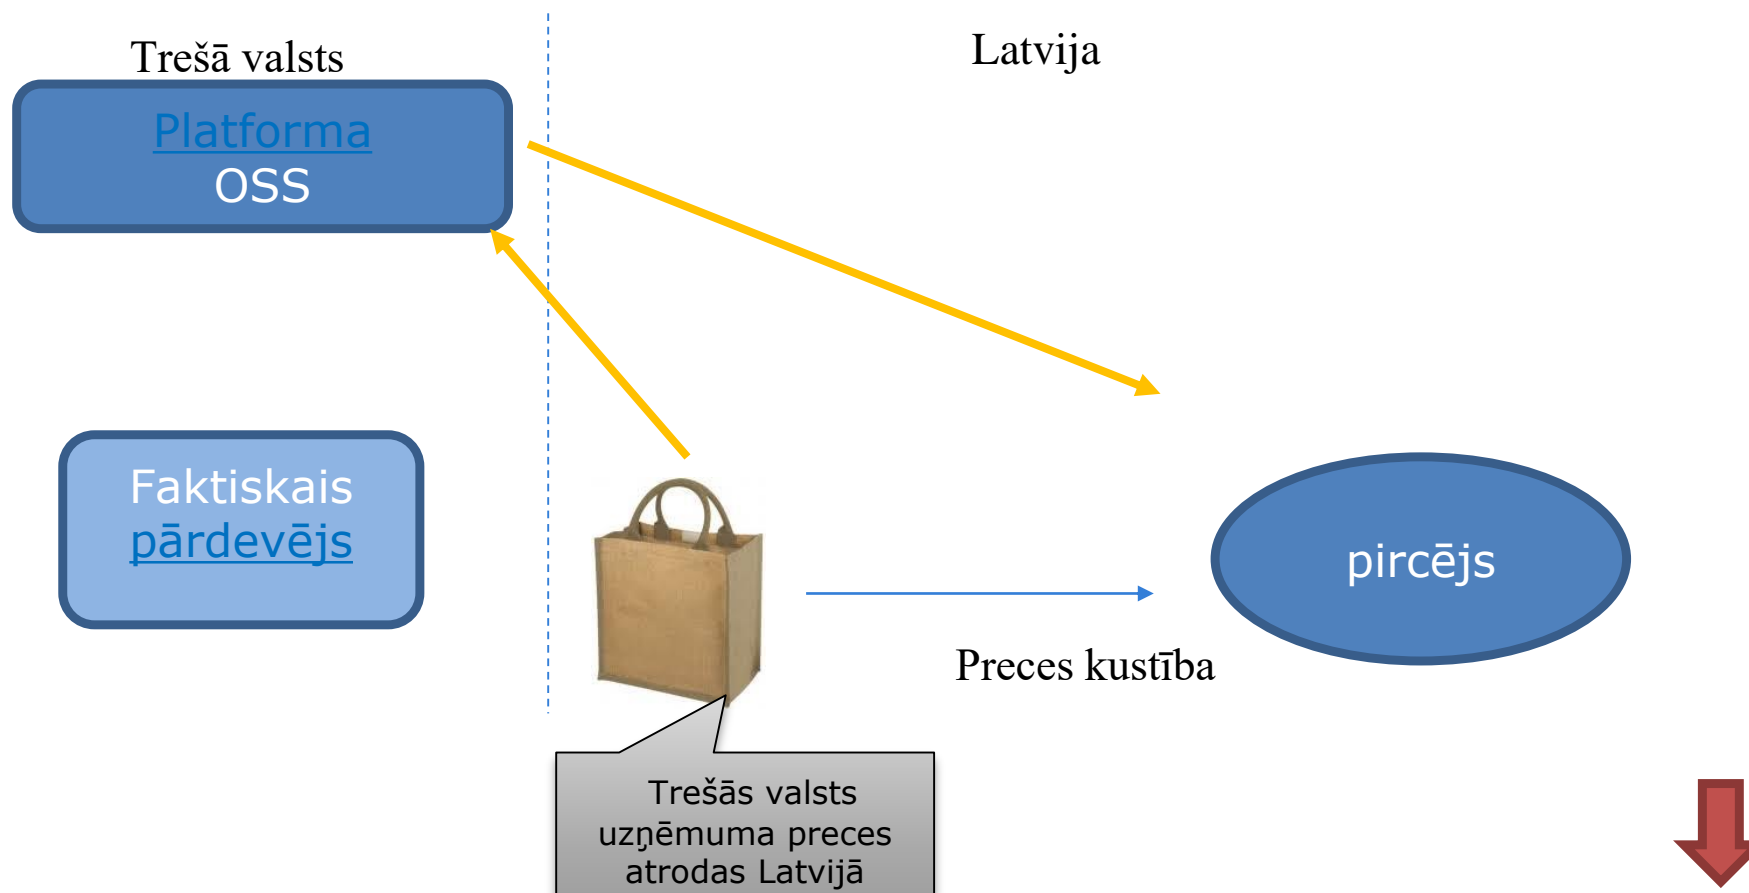 Trešā valsts
Latvija
Platforma
OSS
Faktiskais
pārdevējs
pircējs
Preces kustība
Trešās valsts
uzņēmuma preces
atrodas Latvijā